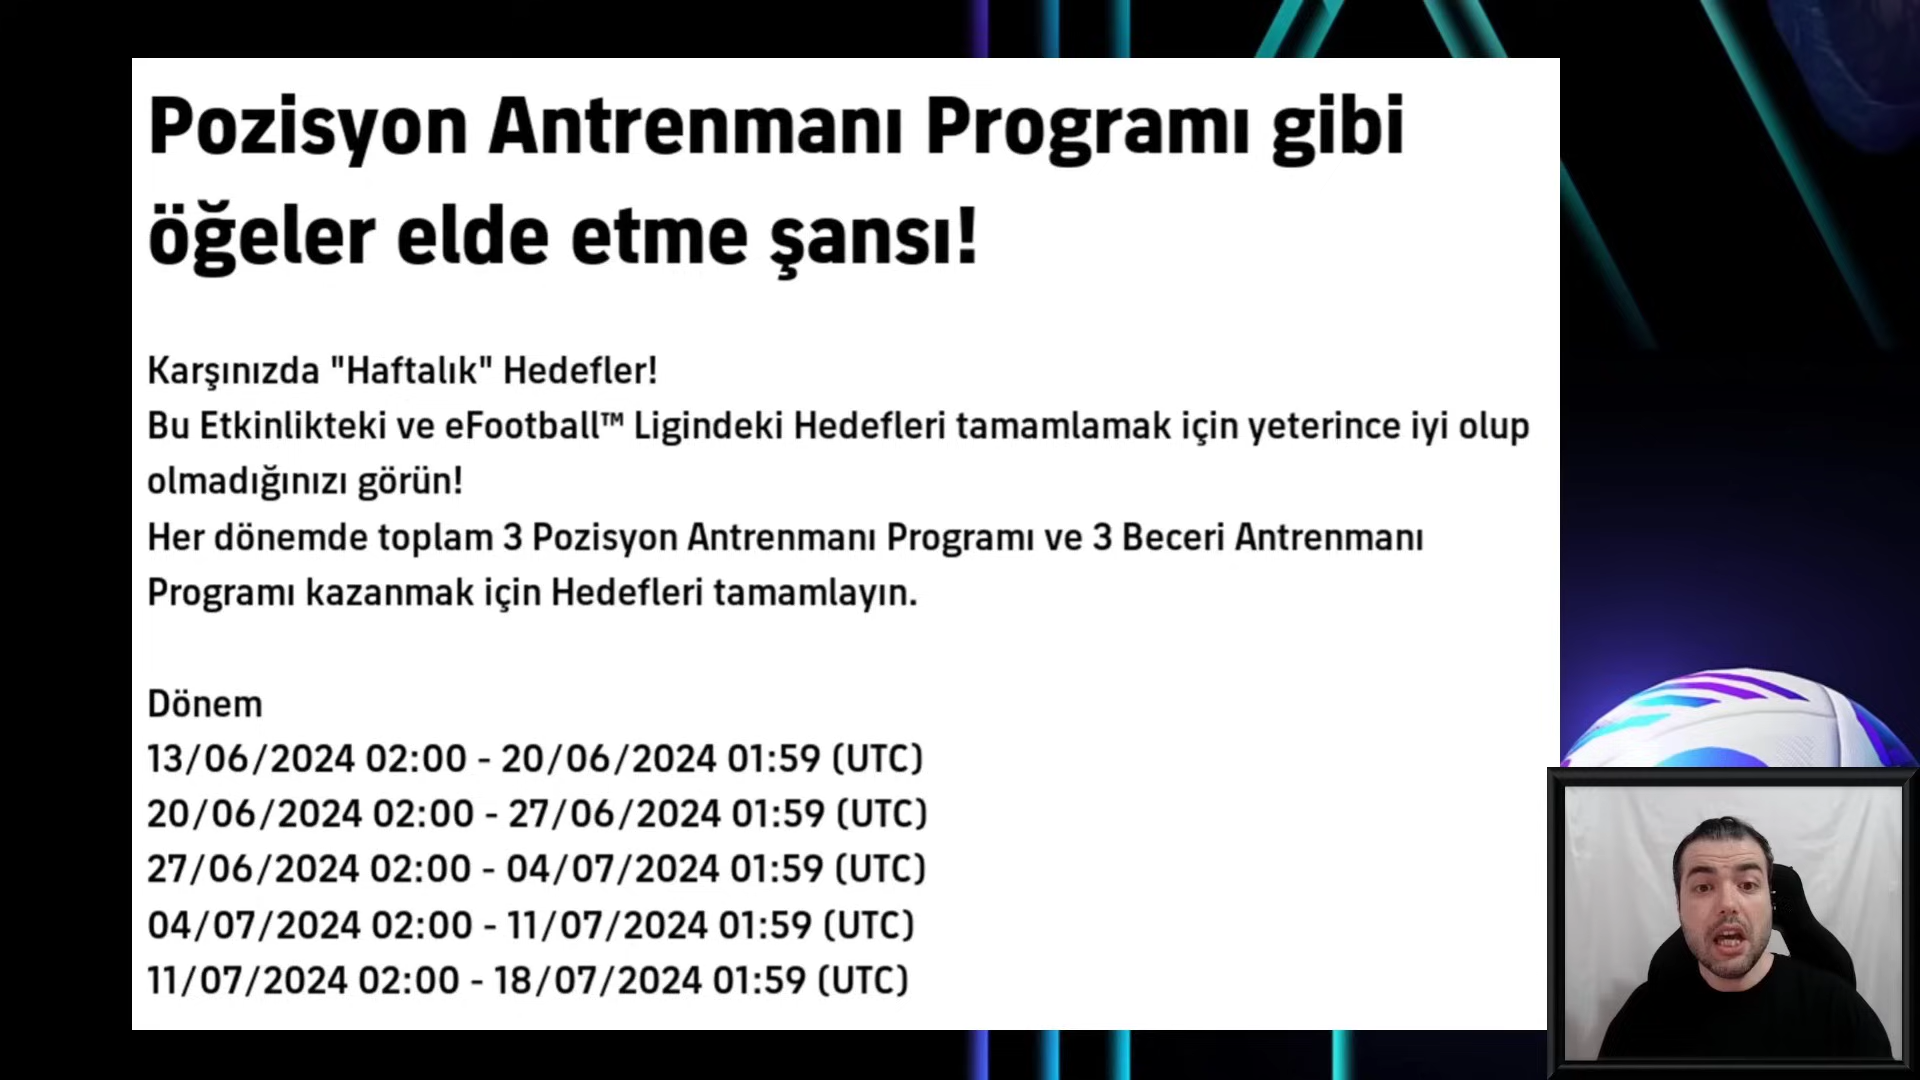 Pozisyon Antrenmanı Programı gibi
öğeler elde etme şansı!
Karşınızda "Haftalık" Hedefler!
Bu Etkinlikteki ve eFootball™ Ligindeki Hedefleri tamamlamak için yeterince iyi olup
olmadığınızı görün!
Her dönemde toplam 3 Pozisyon Antrenmanı Programı ve 3 Beceri Antrenmanı
Programı kazanmak için Hedefleri tamamlayın.
Dönem
13/06/2024 02:00 - 20/06/2024 01:59 (UTC)
20/06/2024 02:00 - 27/06/2024 01:59 (UTC)
27/06/2024 02:00 - 04/07/2024 01:59 (UTC)
04/07/2024 02:00 - 11/07/2024 01:59 (UTC)
11/07/2024 02:00 - 18/07/2024 01:59 (UTC)